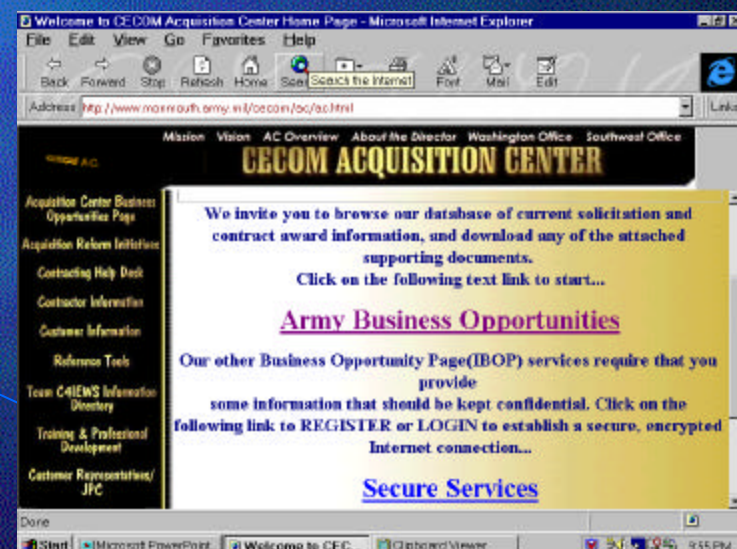 Welcome to CECOM Acquisition Center Home Page - Microsoft Internet Explorer
File Edit View Go Favorites Help
Back Forward Stop Refresh Home Search the Internet Font Mail Edit
Address http://www.monmouth.army.mil/cecom/ac/ac.html Links
Mission Vision AC Overview About the Director Washington Office Southwest Office
CECOM ACQUISITION CENTER
Acquisition Center Business
Opportunities Page
Acquisition Reform Initiatives
Contracting Help Desk
Contractor Information
Customer Information
Reference Tools
Team C4IEWS Information
Directory
Training & Professional
Development
Customer Representatives/
JPC
We invite you to browse our database of current solicitation and
contract award information, and download any of the attached
supporting documents.
Click on the following text link to start...
Army Business Opportunities
Our other Business Opportunity Page(IBOP) services require that you
provide
some information that should be kept confidential. Click on the
following link to REGISTER or LOGIN to establish a secure, encrypted
Internet connection...
Secure Services
Done
Start Microsoft PowerPoint Welcome to CEC... Clipboard Viewer 9:55 PM